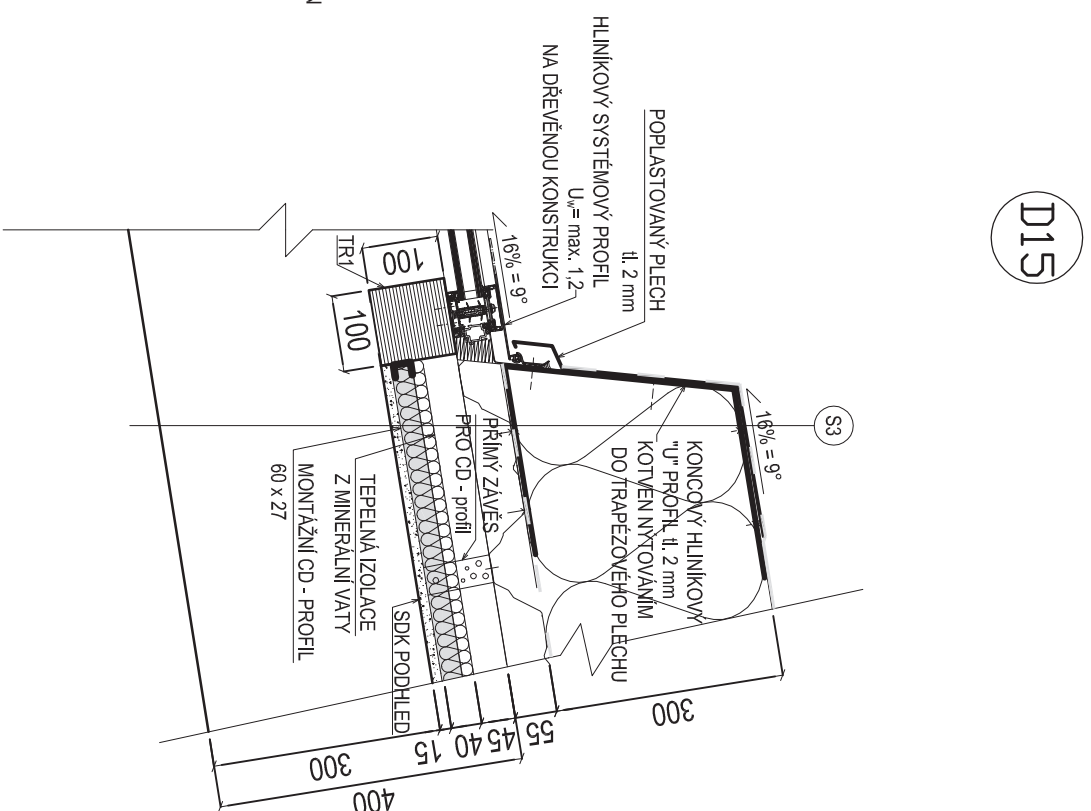 D15
POPLASTOVANÝ PLECH
tl. 2 mm
HLINÍKOVÝ SYSTÉMOVÝ PROFIL
Uw= max. 1,2
NA DŘEVĚNOU KONSTRUKCI
16% = 9°
16% = 9°
S3
TR1
100
100
KONCOVÝ HLINÍKOVÝ
"U" PROFIL tl. 2 mm
KOTVEN NÝTOVÁNÍM
DO TRAPÉZOVÉHO PLECHU
PŘÍMÝ ZÁVĚS
PRO CD - profil
TEPELNÁ IZOLACE
Z MINERÁLNÍ VATY
MONTÁŽNÍ CD - PROFIL
60 x 27
SDK PODHLED
300
55
45
40
15
300
400